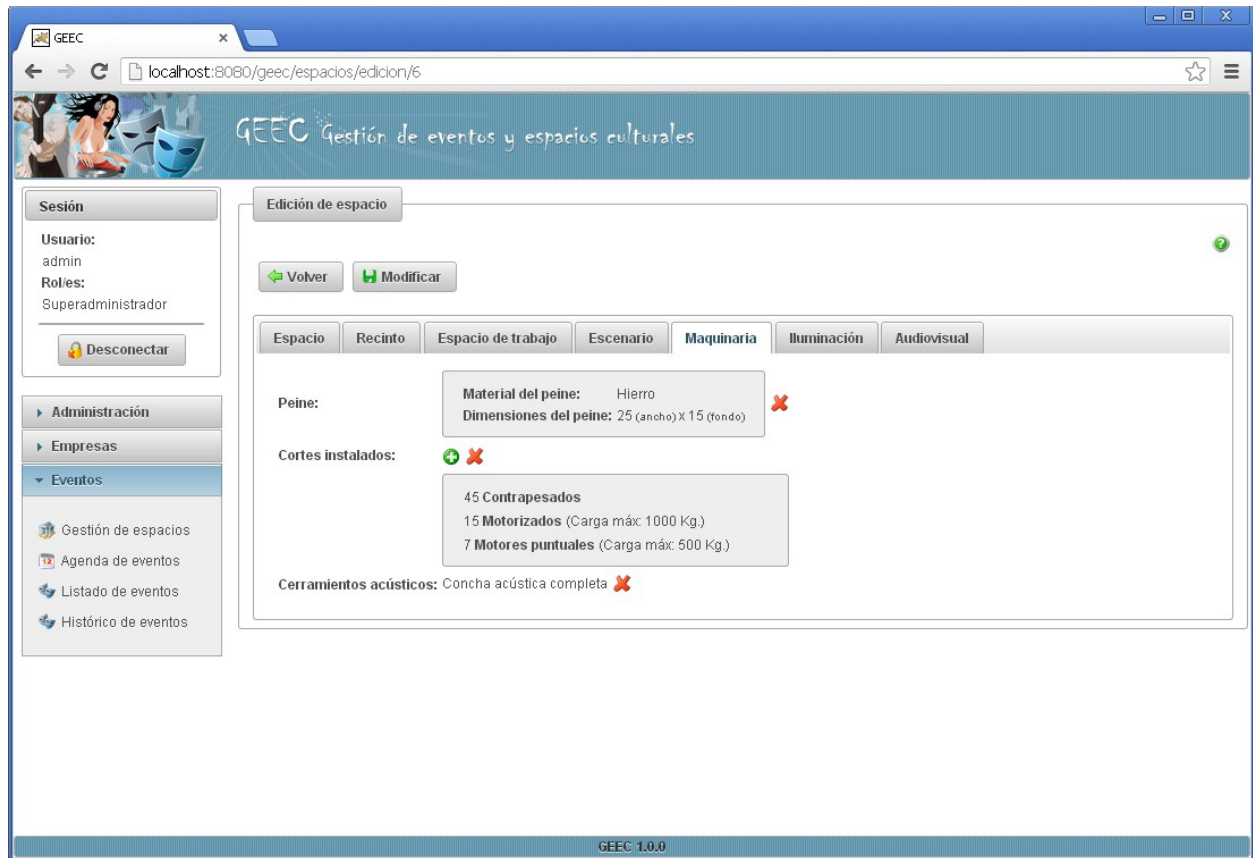 GEEC
localhost:8080/geec/espacios/edicion/6
GEEC Gestión de eventos y espacios culturales
Sesión
Usuario:
admin
Rol/es:
Superadministrador
Desconectar
Administración
Empresas
Eventos
Gestión de espacios
12 Agenda de eventos
Listado de eventos
Histórico de eventos
Edición de espacio
?
Volver Modificar
Espacio Recinto Espacio de trabajo Escenario Maquinaria Iluminación Audiovisual
Peine:
Material del peine: Hierro
Dimensiones del peine: 25 (ancho) X 15 (fondo)
Cortes instalados:
45 Contrapesados
15 Motorizados (Carga máx: 1000 Kg.)
7 Motores puntuales (Carga máx: 500 Kg.)
Cerramientos acústicos: Concha acústica completa
GEEC 1.0.0